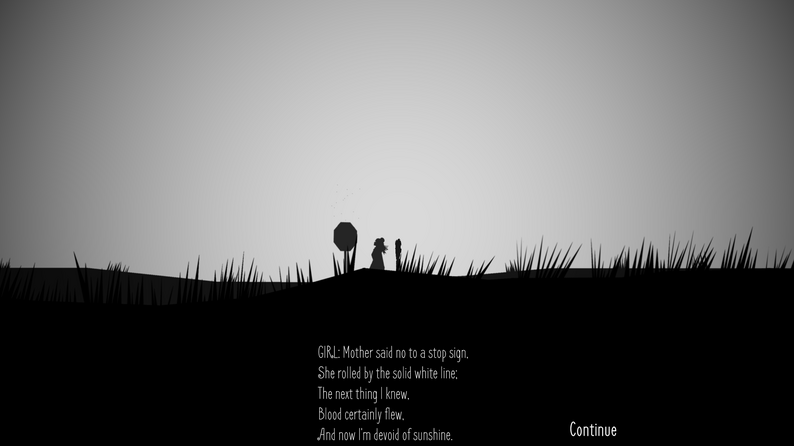 GIRL: Mother said no to a stop sign,
She rolled by the solid white line;
The next thing I knew,
Blood certainly flew,
And now I'm devoid of sunshine.
Continue